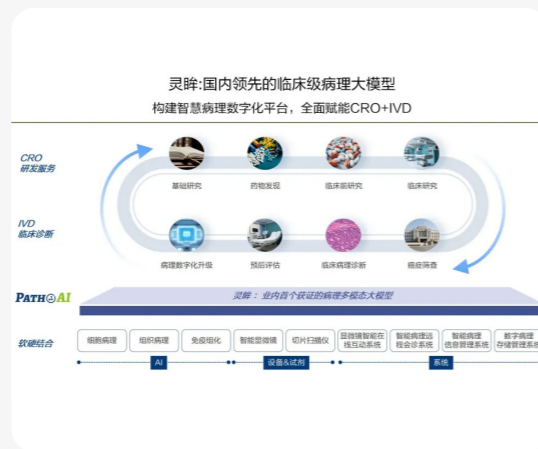 灵眸:国内领先的临床级病理大模型
构建智慧病理数字化平台，全面赋能CRO+IVD
CRO
研发服务
基础研究
药物发现
临床前研究
临床研究
IVD
临床诊断
病理数字化升级
预后评估
临床病理诊断
癌症筛查
PATH AI
灵眸：业内首个获证的病理多模态大模型
软硬结合
细胞病理
组织病理
免疫组化
智能显微镜
切片扫描仪
显微镜智能在
线互动系统
智能病理远
程会诊系统
智能病理
信息管理系统
数字病理
存储管理系统
AI
设备&试剂
系统